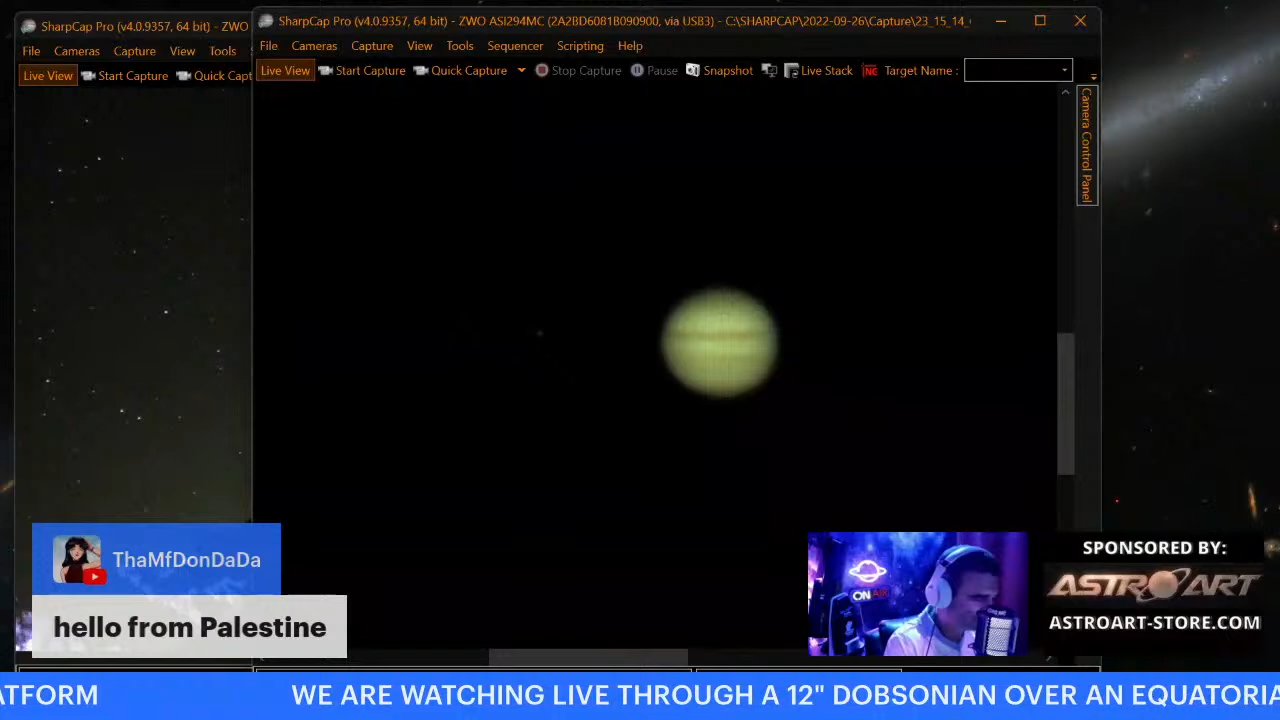 SharpCap Pro (v4.0.9357, 64 bit) - ZWO
File Cameras Capture View Tools
Live View Start Capture Quick Capt
SharpCap Pro (v4.0.9357, 64 bit) - ZWO ASI294MC (2A2BD6081B090900, via USB3) - C:\SHARPCAP\2022-09-26\Capture\23_15_14_
File Cameras Capture View Tools Sequencer Scripting Help
Live View Start Capture Quick Capture Stop Capture Pause Snapshot Live Stack NG Target Name :
Camera Control Panel
ThaMfDonDaDa
hello from Palestine
ON AIR
SPONSORED BY:
ASTROART
ASTROART-STORE.COM
ATFORM WE ARE WATCHING LIVE THROUGH A 12" DOBSONIAN OVER AN EQUATORIA